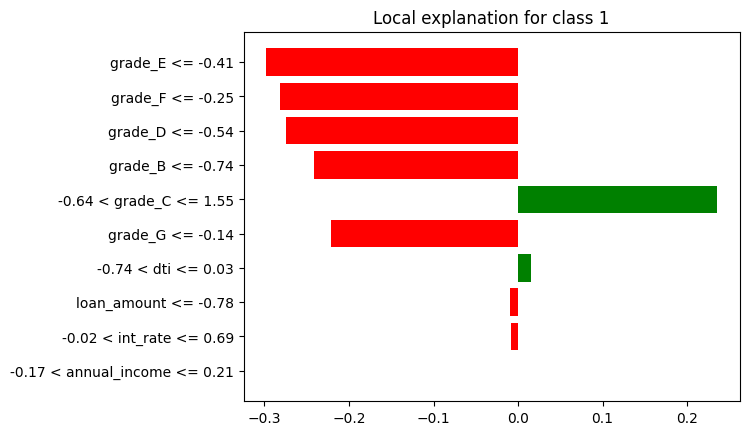 Local explanation for class 1
grade_E <= -0.41
grade_F <= -0.25
grade_D <= -0.54
grade_B <= -0.74
-0.64 < grade_C <= 1.55
grade_G <= -0.14
-0.74 < dti <= 0.03
loan_amount <= -0.78
-0.02 < int_rate <= 0.69
-0.17 < annual_income <= 0.21
−0.3 −0.2 −0.1 0.0 0.1 0.2